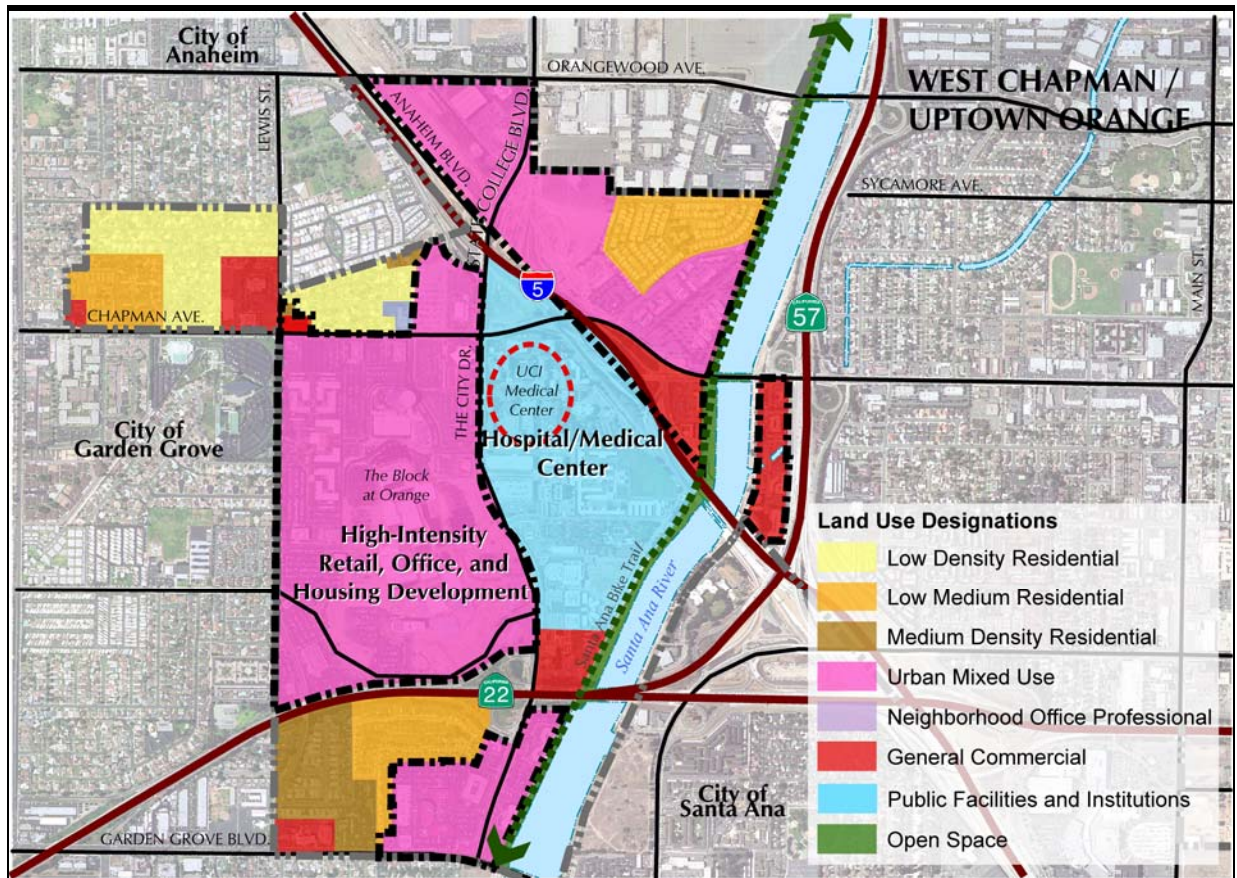 City of
Anaheim
ORANGEWOOD AVE.
WEST CHAPMAN /
UPTOWN ORANGE
LEWIS ST.
ANAHEIM BLVD.
STATE COLLEGE BLVD.
SYCAMORE AVE.
MAIN ST.
5
CALIFORNIA
57
CHAPMAN AVE.
THE CITY DR.
UCI
Medical
Center
Hospital/Medical
Center
City of
Garden Grove
The Block
at Orange
High-Intensity
Retail, Office, and
Housing Development
Santa Ana Bike Trail
Santa Ana River
CALIFORNIA
22
City of
Santa Ana
GARDEN GROVE BLVD.
Land Use Designations
Low Density Residential
Low Medium Residential
Medium Density Residential
Urban Mixed Use
Neighborhood Office Professional
General Commercial
Public Facilities and Institutions
Open Space